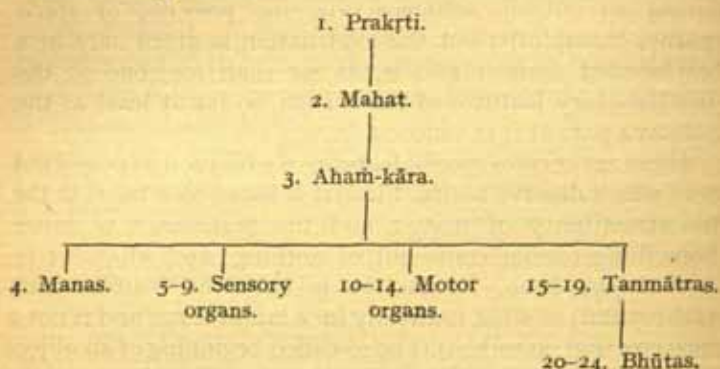 1. Prakṛti.
2. Mahat.
3. Ahaṁ-kāra.
4. Manas. 5-9. Sensory organs. 10-14. Motor organs. 15-19. Tanmātras.
20-24. Bhūtas.